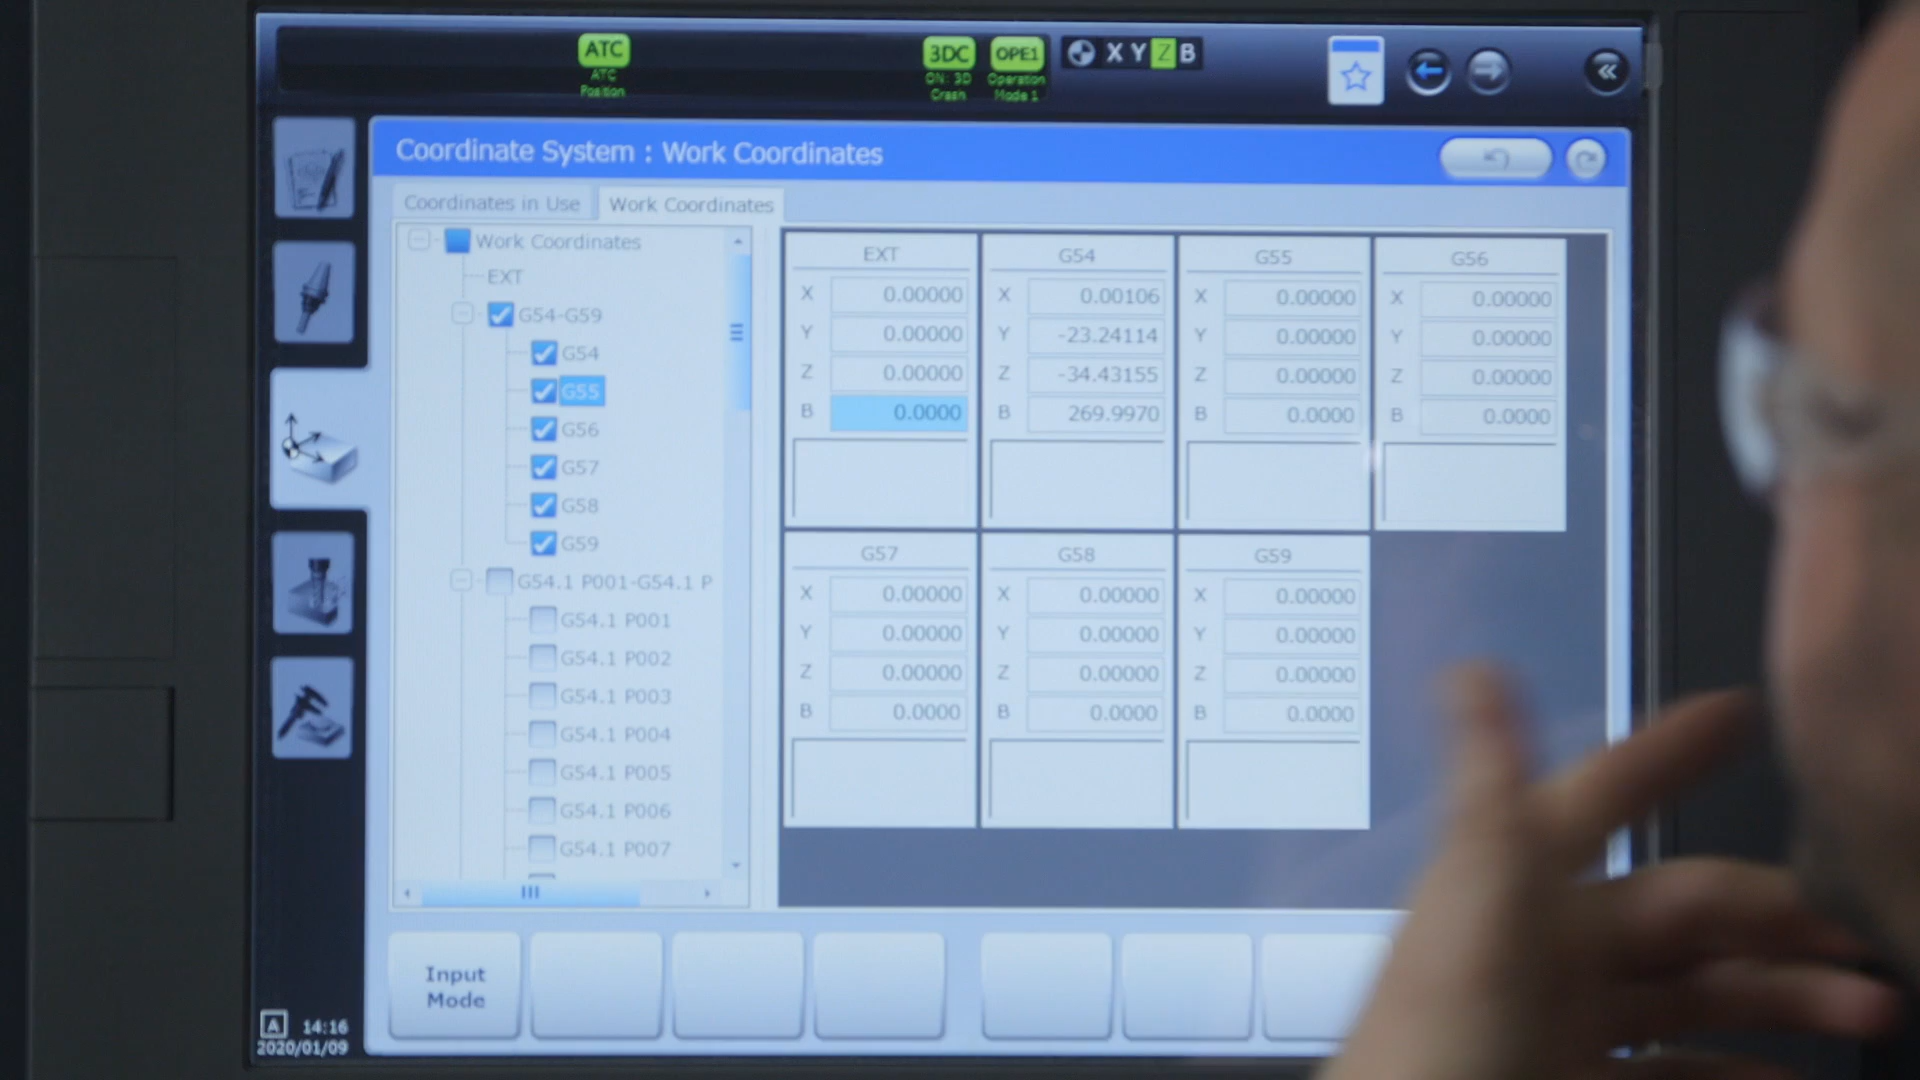 ATC
ATC
Position
3DC
ON: 3D
Crash
OPE1
Operation
Mode 1
X Y Z B
Coordinate System : Work Coordinates
Coordinates in Use
Work Coordinates
Work Coordinates
EXT
G54-G59
G54
G55
G56
G57
G58
G59
G54.1 P001-G54.1 P
G54.1 P001
G54.1 P002
G54.1 P003
G54.1 P004
G54.1 P005
G54.1 P006
G54.1 P007
EXT
X 0.00000
Y 0.00000
Z 0.00000
B 0.0000
G54
X 0.00106
Y -23.24114
Z -34.43155
B 269.9970
G55
X 0.00000
Y 0.00000
Z 0.00000
B 0.0000
G56
X 0.00000
Y 0.00000
Z 0.00000
B 0.0000
G57
X 0.00000
Y 0.00000
Z 0.00000
B 0.0000
G58
X 0.00000
Y 0.00000
Z 0.00000
B 0.0000
G59
X 0.00000
Y 0.00000
Z 0.00000
B 0.0000
Input
Mode
A 14:16
2020/01/09